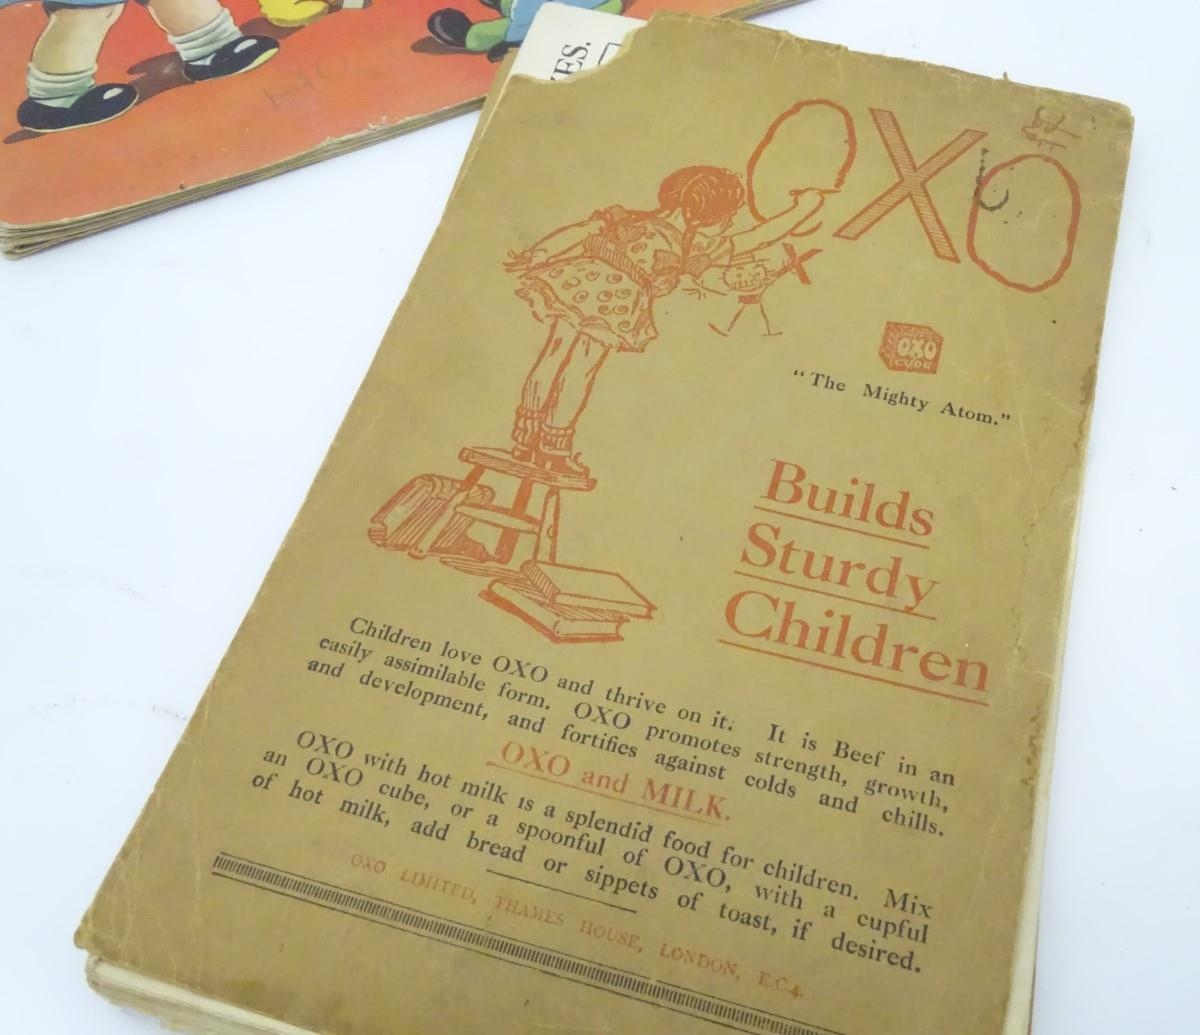 ES.
OXO
X
OXO
CUBE
"The Mighty Atom."
Builds
Sturdy
Children
Children love OXO and thrive on it. It is Beef in an
easily assimilable form. OXO promotes strength, growth,
and development, and fortifies against colds and chills.
OXO and MILK.
OXO with hot milk is a splendid food for children. Mix
an OXO cube, or a spoonful of OXO, with a cupful
of hot milk, add bread or sippets of toast, if desired.
OXO LIMITED, THAMES HOUSE, LONDON, E.C.4.